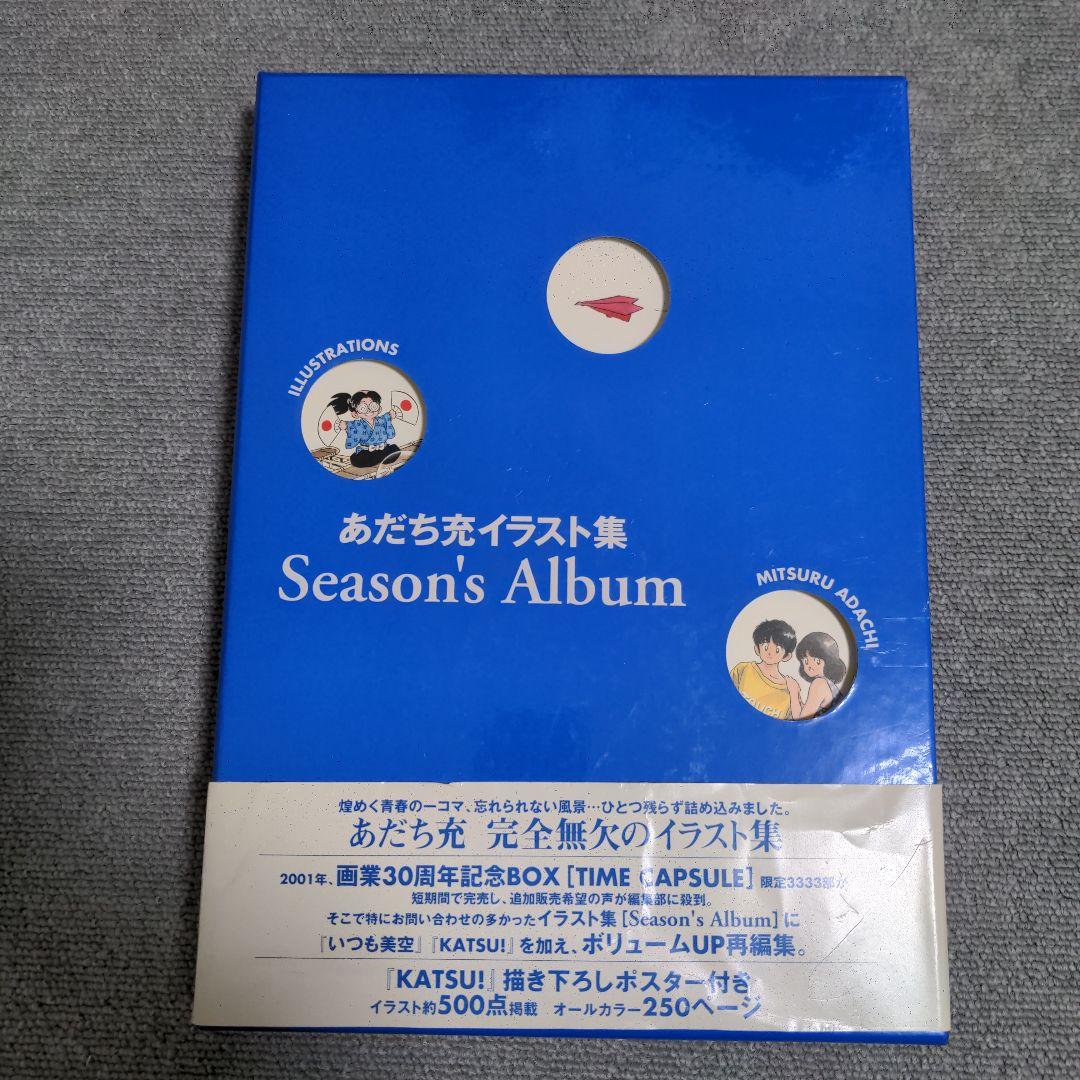 ILLUSTRATIONS
あだち充イラスト集
Season's Album
MiTSURU ADACHI
TOUCH
煌めく青春の一コマ、忘れられない風景…ひとつ残らず詰め込みました。
あだち充 完全無欠のイラスト集
2001年、画業30周年記念BOX［TIME CAPSULE］限定3333部が
短期間で完売し、追加販売希望の声が編集部に殺到。
そこで特にお問い合わせの多かったイラスト集［Season's Album］に
『いつも美空』『KATSU!』を加え、ボリュームUP再編集。
『KATSU!』描き下ろしポスター付き
イラスト約500点掲載 オールカラー250ページ